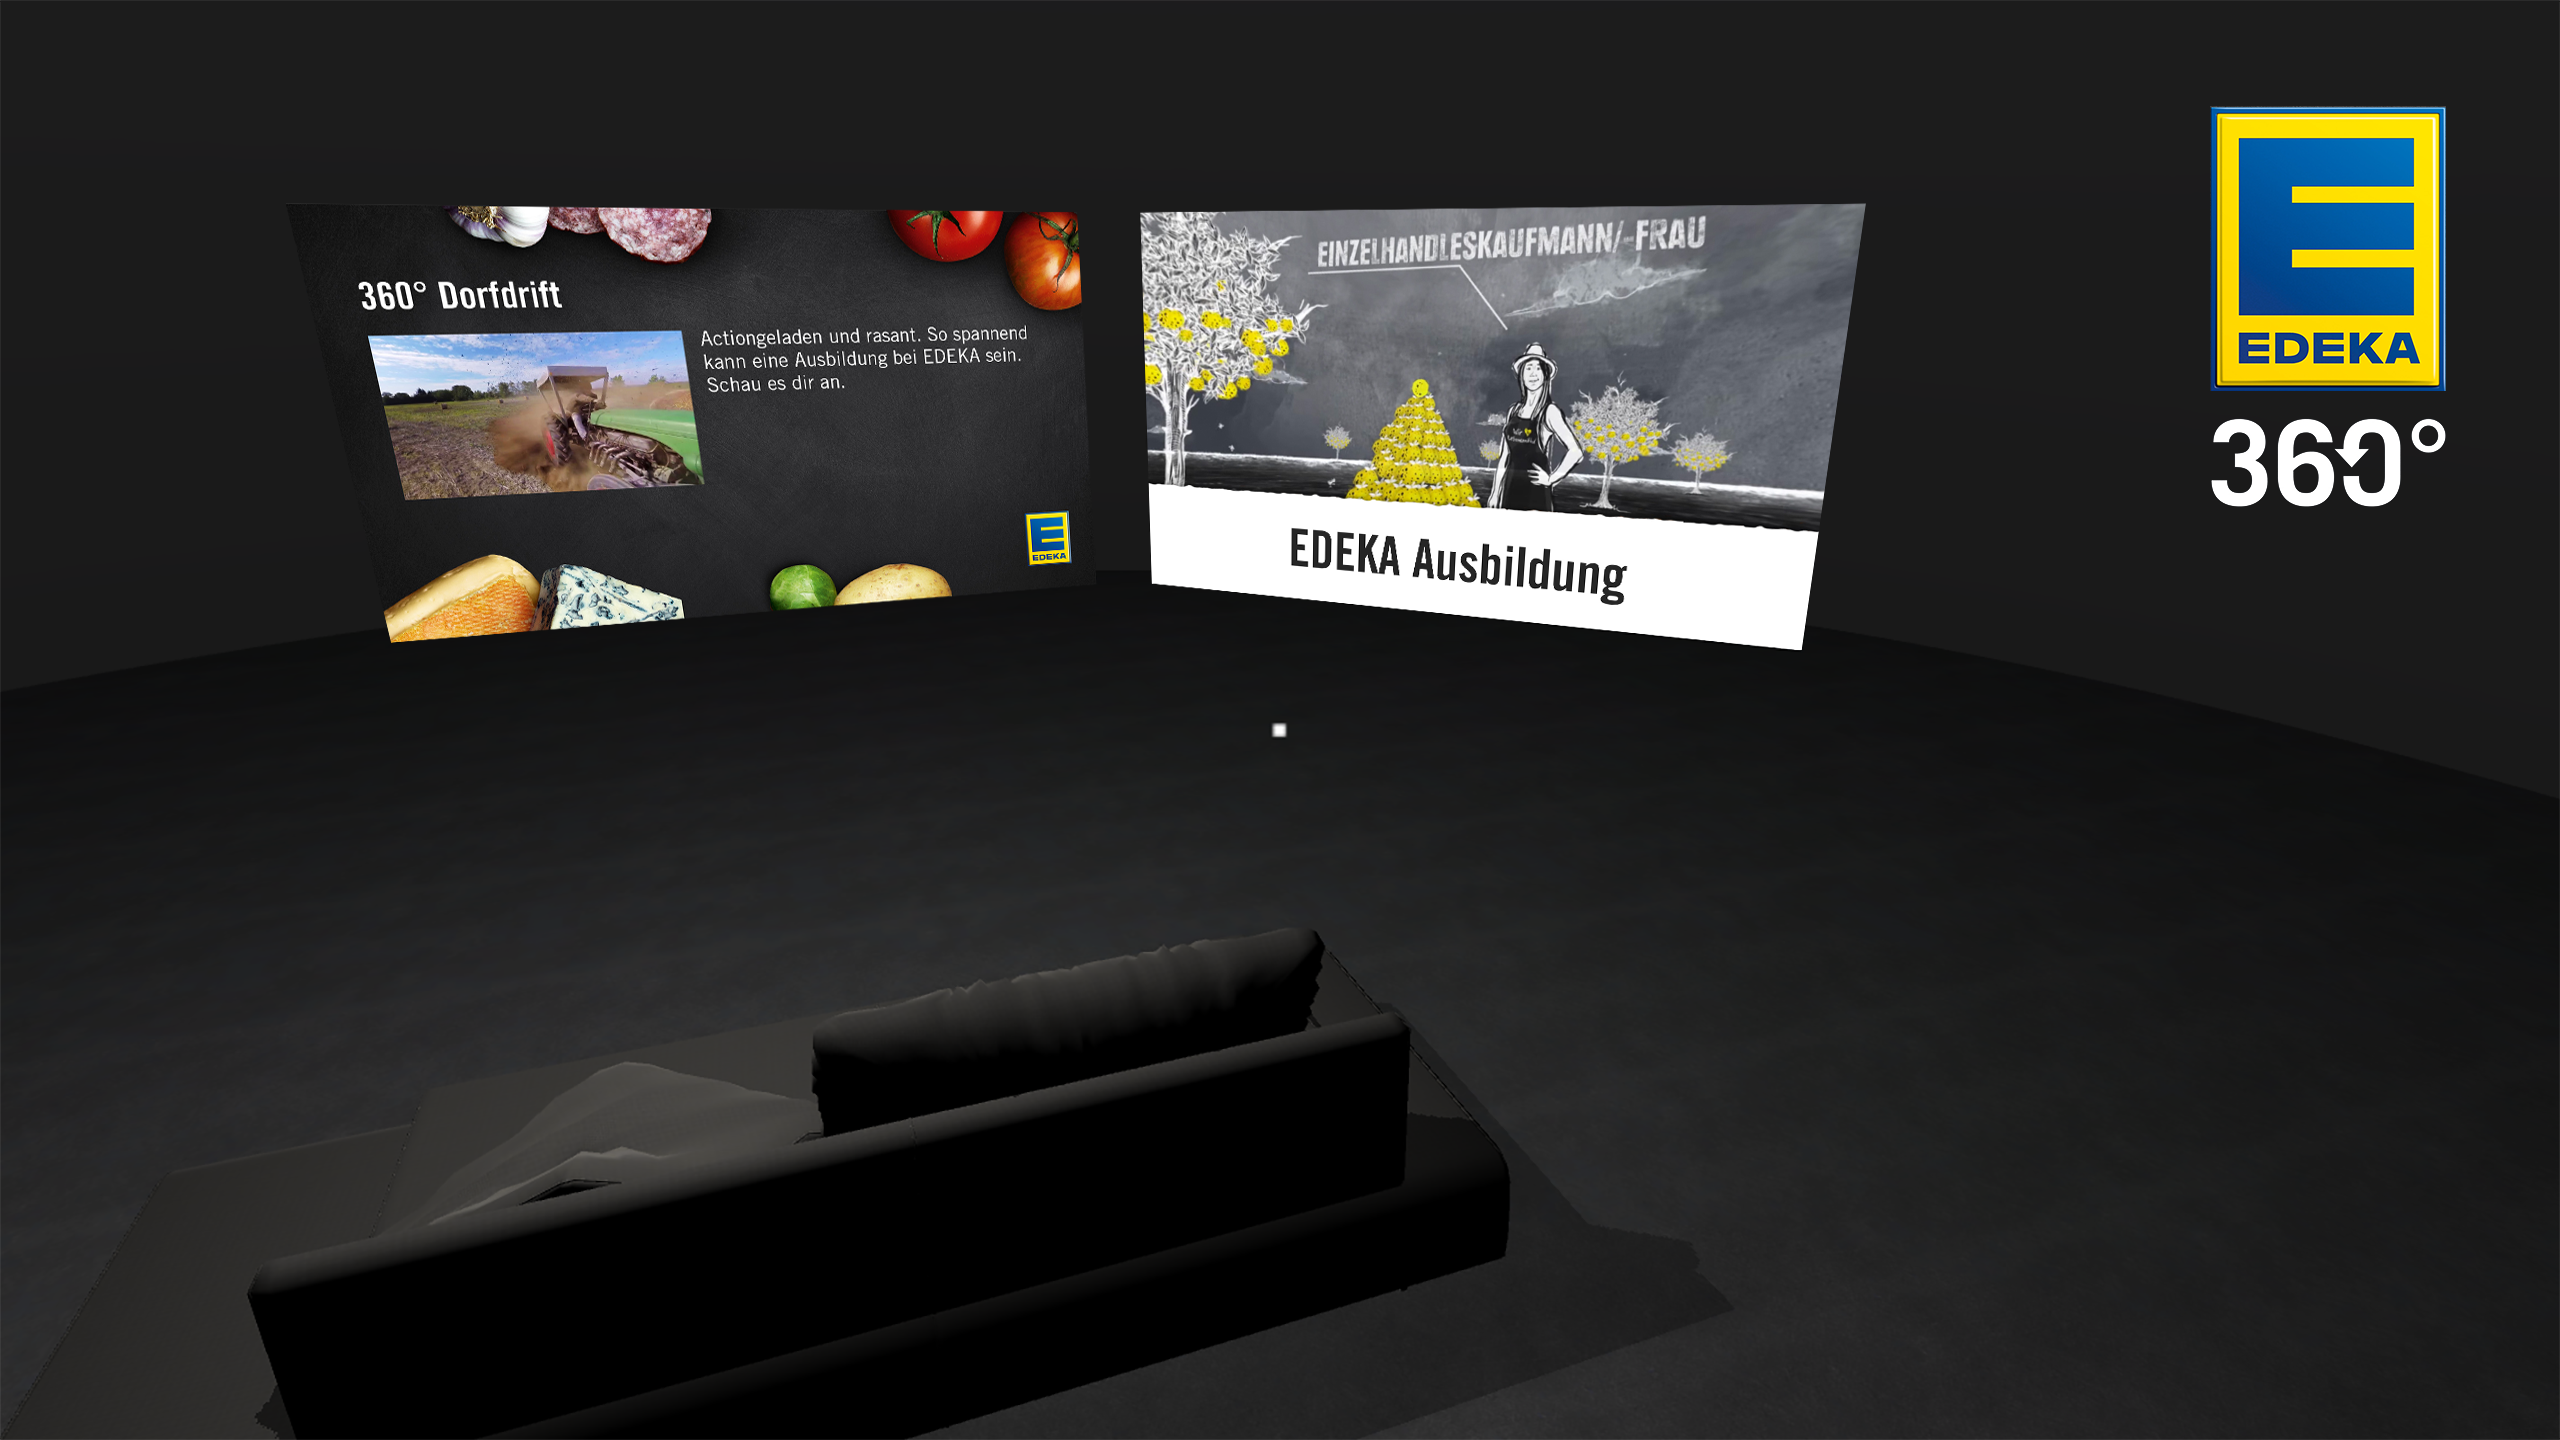 360° Dorfdrift
Actiongeladen und rasant. So spannend
kann eine Ausbildung bei EDEKA sein.
Schau es dir an.
EDEKA
EINZELHANDLESKAUFMANN/-FRAU
EDEKA Ausbildung
EDEKA
360°